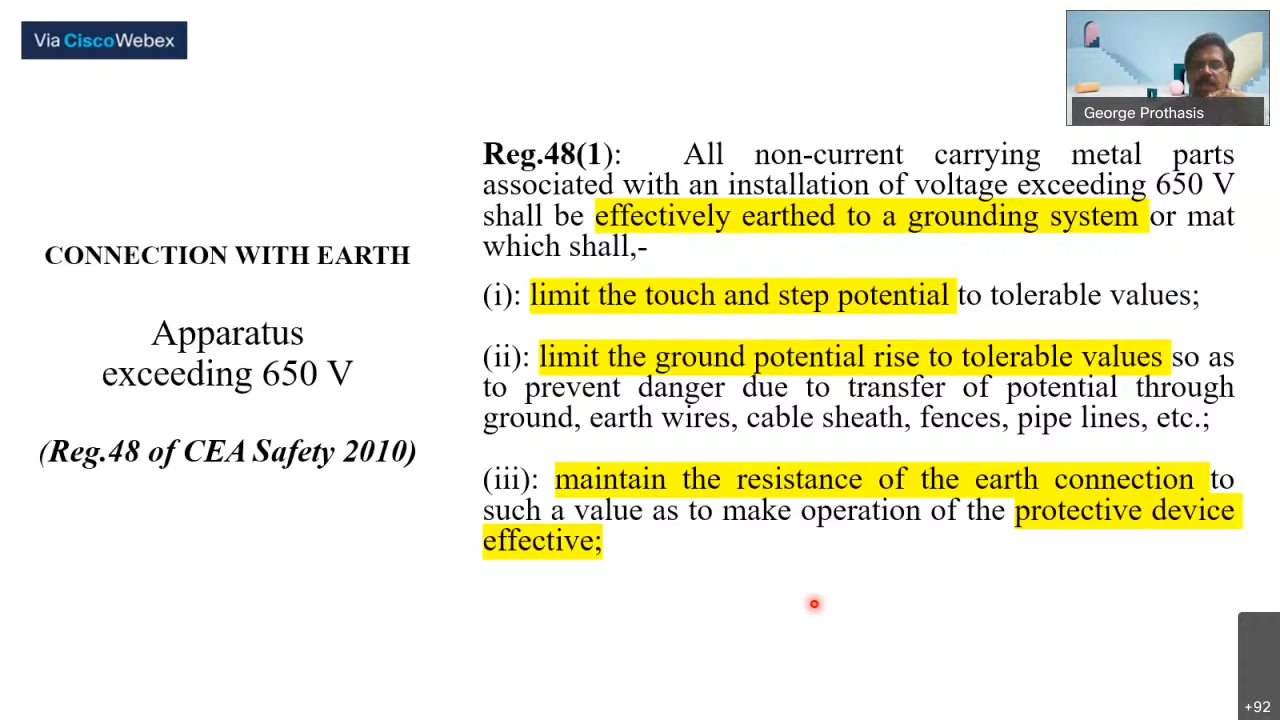 Via CiscoWebex
George Prothasis
CONNECTION WITH EARTH
Apparatus
exceeding 650 V
(Reg.48 of CEA Safety 2010)
Reg.48(1): All non-current carrying metal parts
associated with an installation of voltage exceeding 650 V
shall be effectively earthed to a grounding system or mat
which shall,-
(i): limit the touch and step potential to tolerable values;
(ii): limit the ground potential rise to tolerable values so as
to prevent danger due to transfer of potential through
ground, earth wires, cable sheath, fences, pipe lines, etc.;
(iii): maintain the resistance of the earth connection to
such a value as to make operation of the protective device
effective;
+92